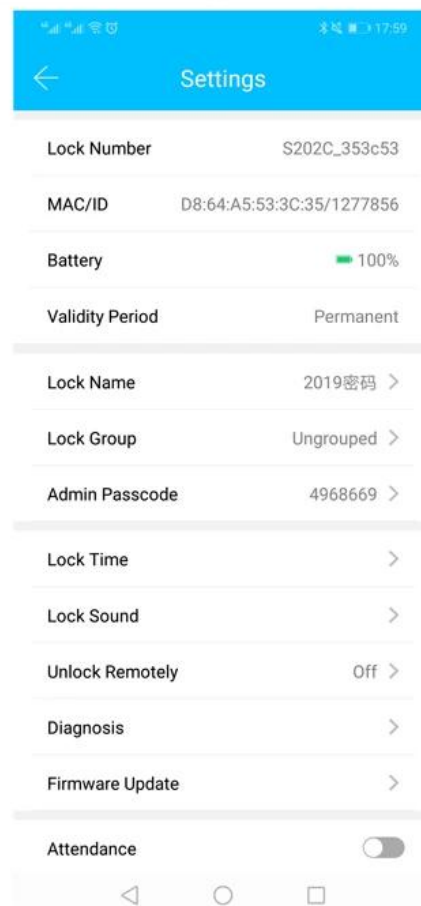 17:59
Settings
Lock Number S202C_353c53
MAC/ID D8:64:A5:53:3C:35/1277856
Battery 100%
Validity Period Permanent
Lock Name 2019密码
Lock Group Ungrouped
Admin Passcode 4968669
Lock Time
Lock Sound
Unlock Remotely Off
Diagnosis
Firmware Update
Attendance